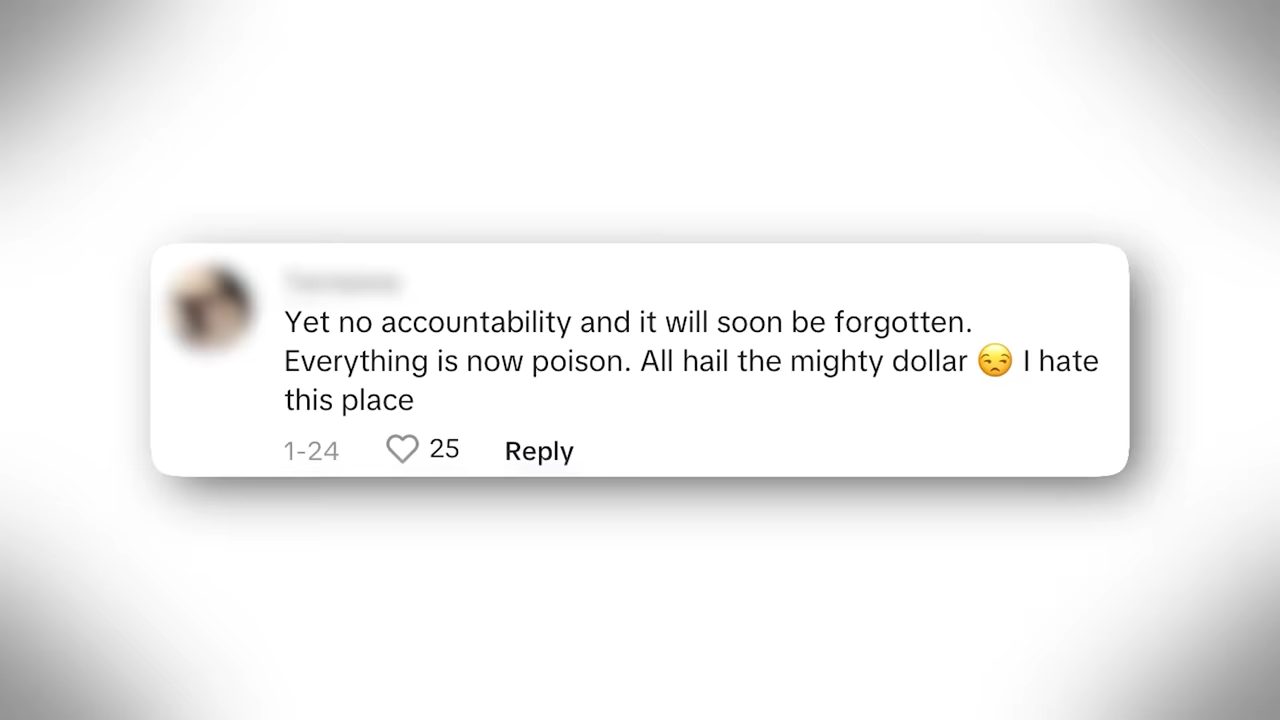 Yet no accountability and it will soon be forgotten.
Everything is now poison. All hail the mighty dollar 😒 I hate
this place
1-24 25 Reply